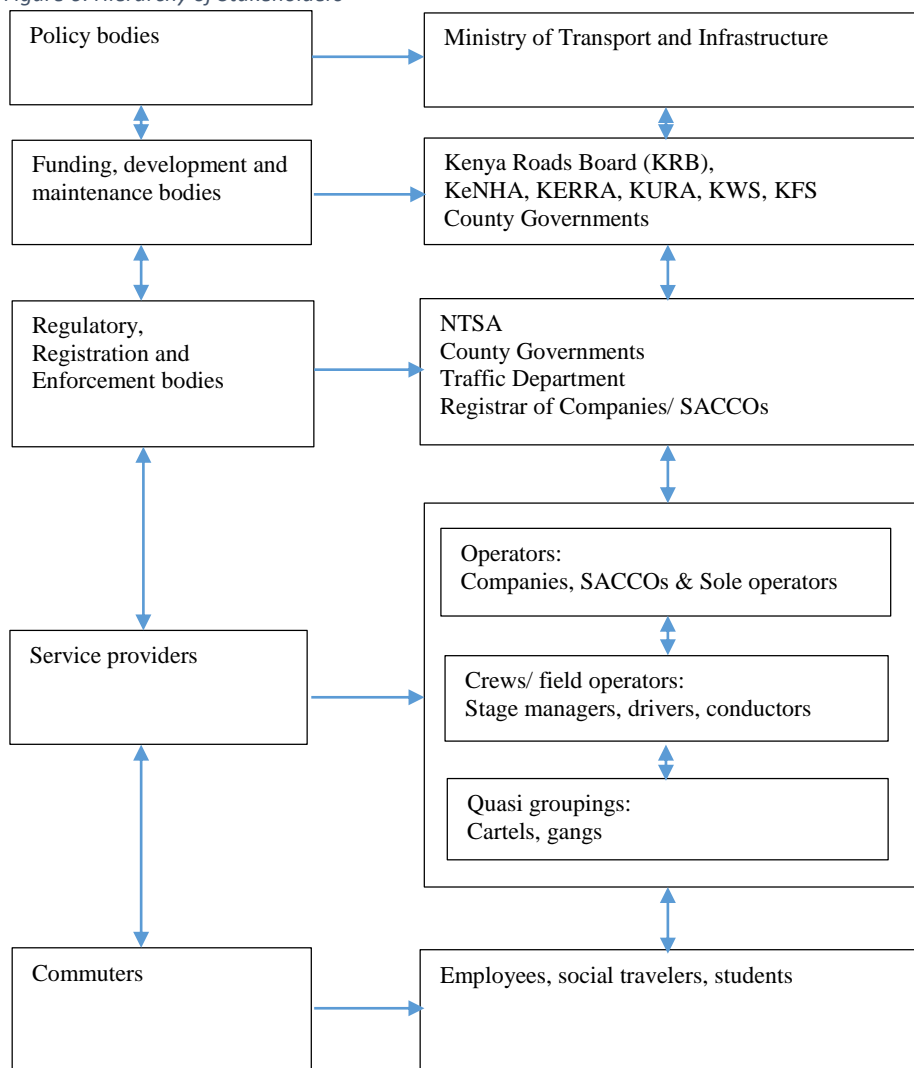 Hierarchy of Stakeholders
Policy bodies
Ministry of Transport and Infrastructure
Funding, development and
maintenance bodies
Kenya Roads Board (KRB),
KeNHA, KERRA, KURA, KWS, KFS
County Governments
Regulatory,
Registration and
Enforcement bodies
NTSA
County Governments
Traffic Department
Registrar of Companies/ SACCOs
Operators:
Companies, SACCOs & Sole operators
Service providers
Crews/ field operators:
Stage managers, drivers, conductors
Quasi groupings:
Cartels, gangs
Commuters
Employees, social travelers, students